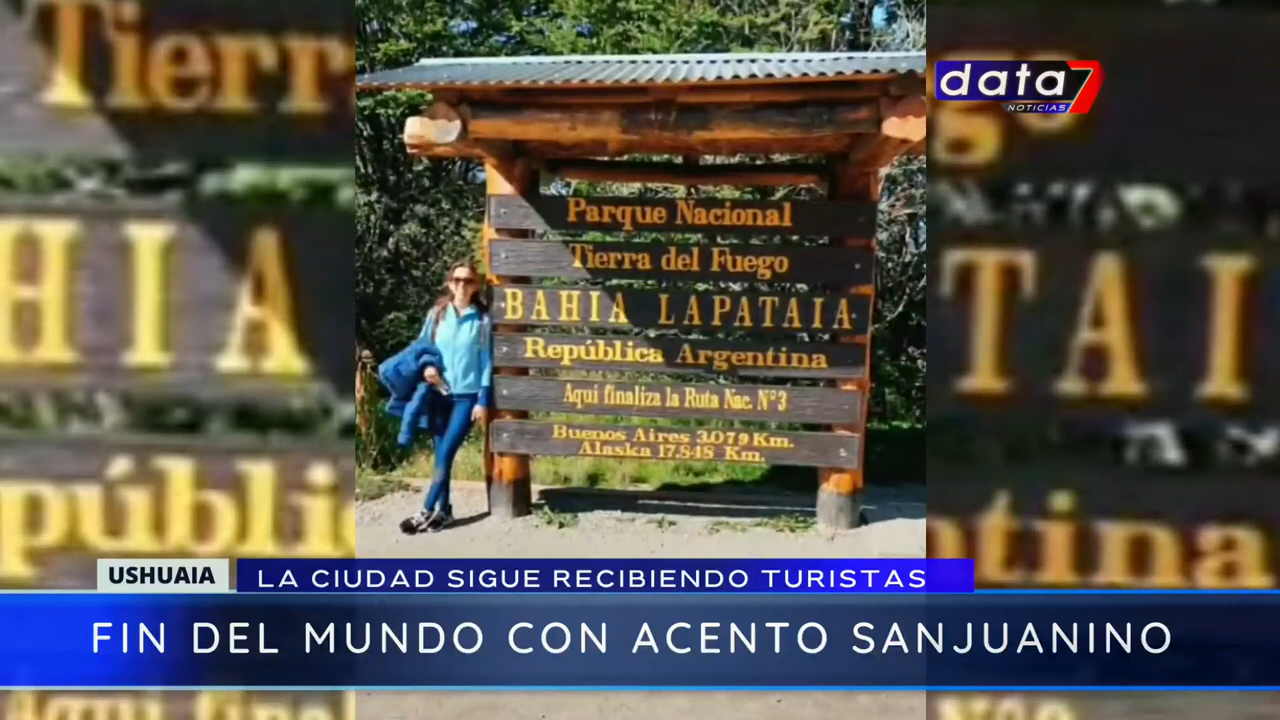 data7
NOTICIAS
Parque Nacional
Tierra del Fuego
BAHIA LAPATAIA
República Argentina
Aqui finaliza la Ruta Nac. N°3
Buenos Aires 3.079 Km.
Alaska 17.848 Km.
USHUAIA
LA CIUDAD SIGUE RECIBIENDO TURISTAS
FIN DEL MUNDO CON ACENTO SANJUANINO